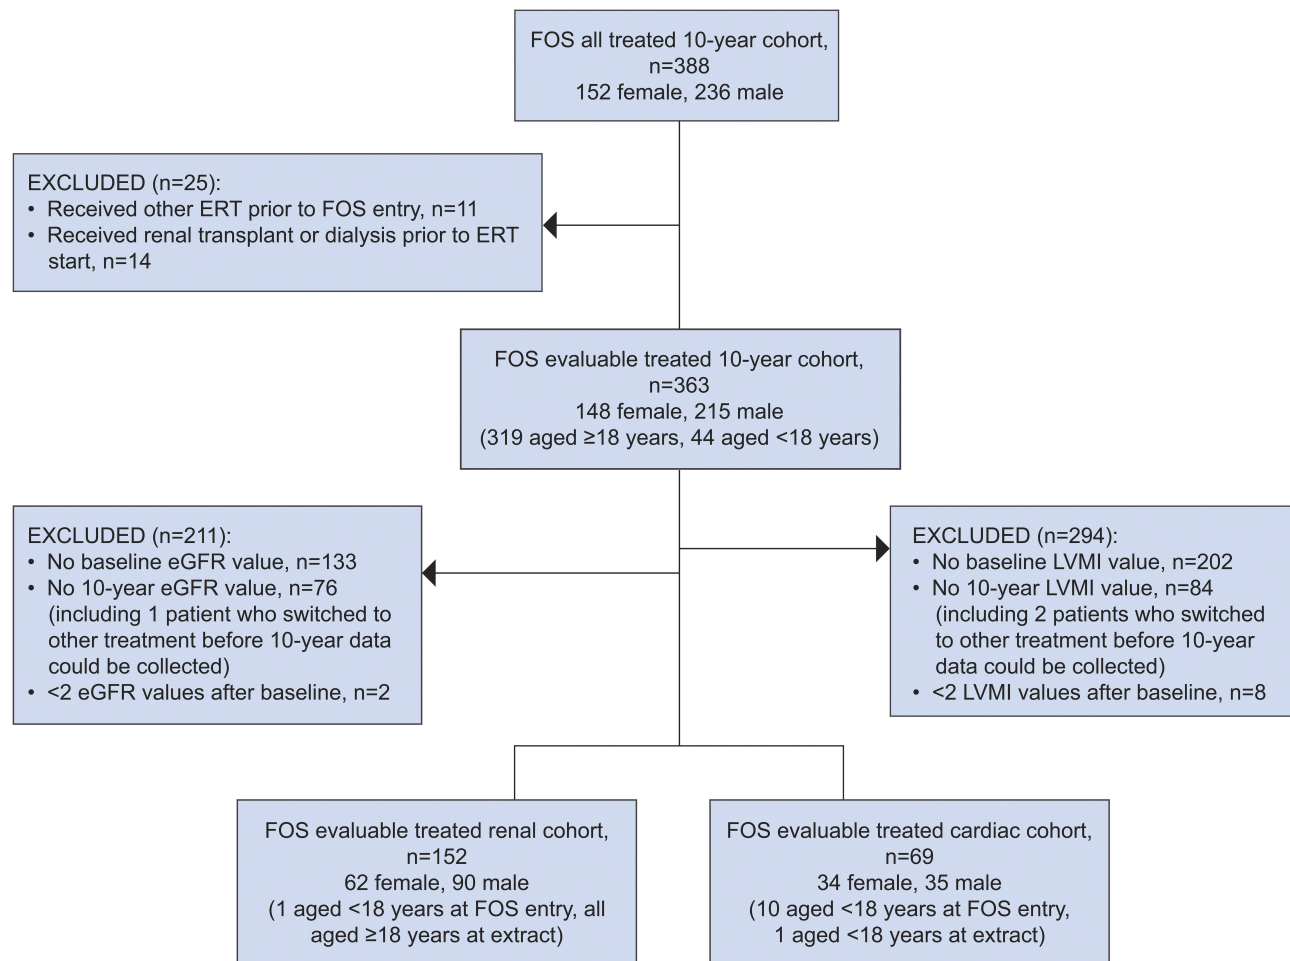 FOS all treated 10-year cohort,
n=388
152 female, 236 male
EXCLUDED (n=25):
• Received other ERT prior to FOS entry, n=11
• Received renal transplant or dialysis prior to ERT
start, n=14
FOS evaluable treated 10-year cohort,
n=363
148 female, 215 male
(319 aged ≥18 years, 44 aged <18 years)
EXCLUDED (n=211):
• No baseline eGFR value, n=133
• No 10-year eGFR value, n=76
(including 1 patient who switched to
other treatment before 10-year data
could be collected)
• <2 eGFR values after baseline, n=2
EXCLUDED (n=294):
• No baseline LVMI value, n=202
• No 10-year LVMI value, n=84
(including 2 patients who switched
to other treatment before 10-year
data could be collected)
• <2 LVMI values after baseline, n=8
FOS evaluable treated renal cohort,
n=152
62 female, 90 male
(1 aged <18 years at FOS entry, all
aged ≥18 years at extract)
FOS evaluable treated cardiac cohort,
n=69
34 female, 35 male
(10 aged <18 years at FOS entry,
1 aged <18 years at extract)